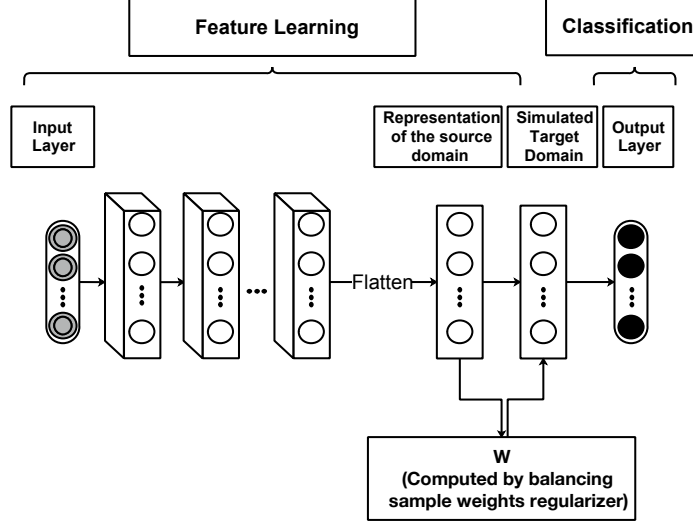 Feature Learning
Classification
Input
Layer
Representation
of the source
domain
Simulated
Target
Domain
Output
Layer
Flatten
W
(Computed by balancing
sample weights regularizer)